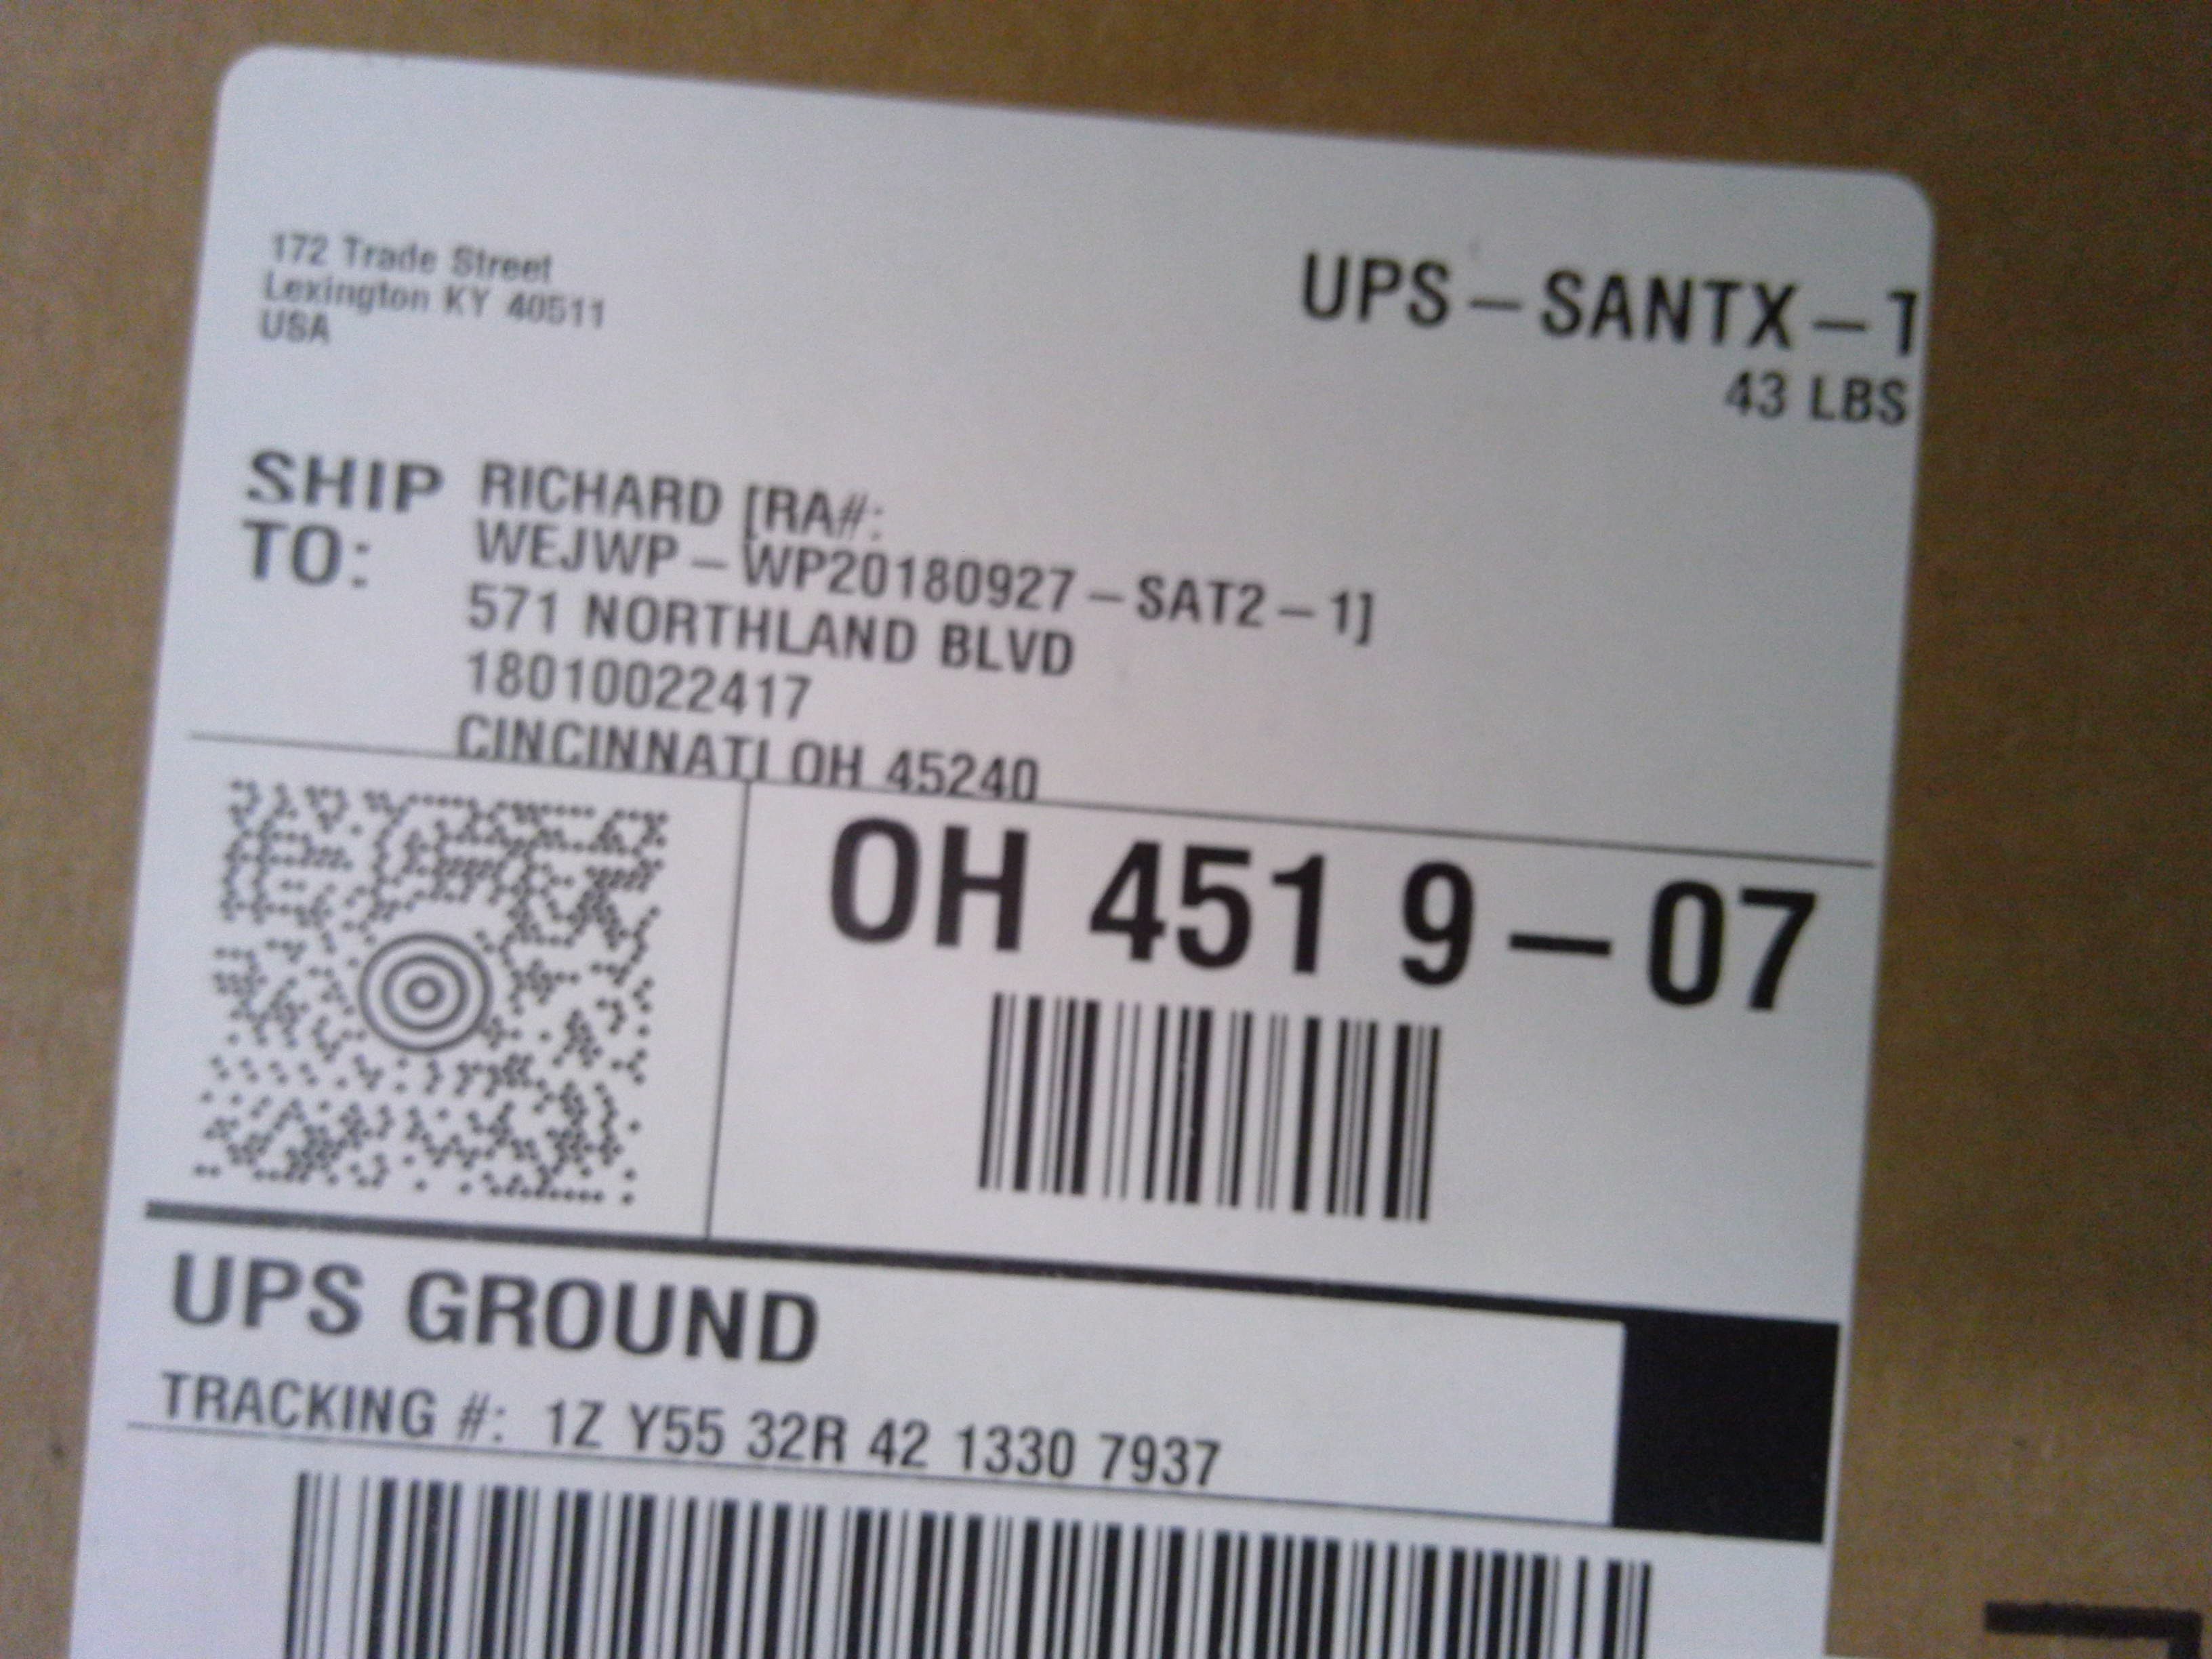 172 Trade Street
Lexington KY 40511
USA
UPS – SANTX – 1
43 LBS
SHIP TO:
RICHARD [RA#:
WEJWP – WP20180927 – SAT2 – 1]
571 NORTHLAND BLVD
18010022417
CINCINNATI OH 45240
OH 451 9 – 07
UPS GROUND
TRACKING #: 1Z Y55 32R 42 1330 7937